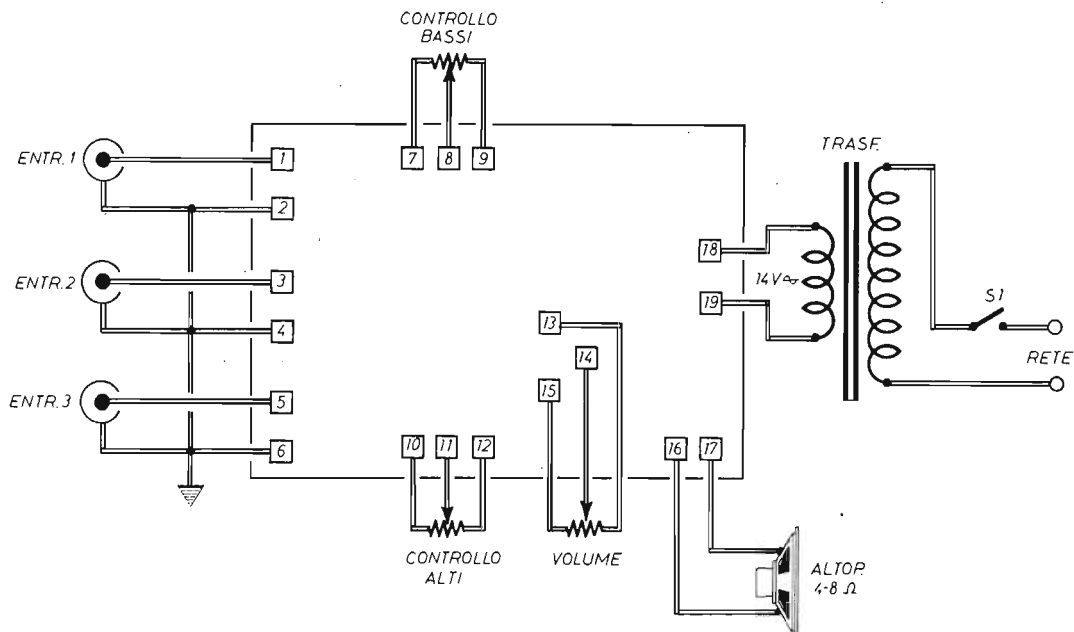 CONTROLLO
BASSI
ENTR. 1
1
2
7
8
9
TRASF.
ENTR. 2
3
4
18
19
14V~
S1
RETE
13
14
15
ENTR. 3
5
6
10
11
12
16
17
CONTROLLO
ALTI
VOLUME
ALTOP.
4-8 Ω